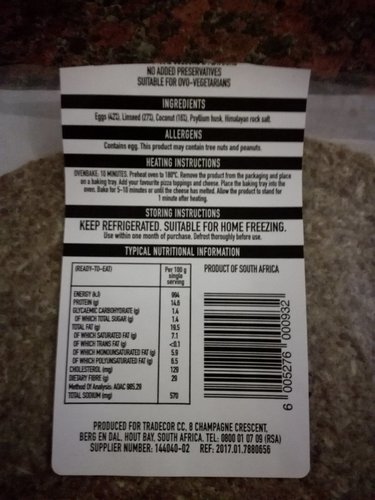 NO ADDED PRESERVATIVES
SUITABLE FOR OVO-VEGETARIANS
INGREDIENTS
Eggs (42%), Linseed (27%), Coconut (16%), Psyllium husk, Himalayan rock salt.
ALLERGENS
Contains egg. This product may contain tree nuts and peanuts.
HEATING INSTRUCTIONS
OVENBAKE: 10 MINUTES. Preheat oven to 180°C. Remove the product from the packaging and place
on a baking tray. Add your favourite pizza toppings and cheese. Place the baking tray into the
oven. Bake for 5-10 minutes or until the cheese has melted. Allow the product to stand for
1 minute after heating.
STORING INSTRUCTIONS
KEEP REFRIGERATED. SUITABLE FOR HOME FREEZING.
Use within one month of purchase. Defrost thoroughly before use.
TYPICAL NUTRITIONAL INFORMATION
(READY-TO-EAT) Per 100 g
single
serving
ENERGY (kJ) 994
PROTEIN (g) 14.6
GLYCAEMIC CARBOHYDRATE (g) 1.4
OF WHICH TOTAL SUGAR (g) 1.4
TOTAL FAT (g) 19.5
OF WHICH SATURATED FAT (g) 7.1
OF WHICH TRANS FAT (g) <0.1
OF WHICH MONOUNSATURATED FAT (g) 5.9
OF WHICH POLYUNSATURATED FAT (g) 6.5
CHOLESTEROL (mg) 129
DIETARY FIBRE (g) 29
Method Of Analysis: AOAC 985.29
TOTAL SODIUM (mg) 570
PRODUCT OF SOUTH AFRICA
6 005276 000932
PRODUCED FOR TRADECOR CC, 8 CHAMPAGNE CRESCENT,
BERG EN DAL, HOUT BAY, SOUTH AFRICA. TEL: 0800 01 07 09 (RSA)
SUPPLIER NUMBER: 144040-02 REF: 2017.01.7880656